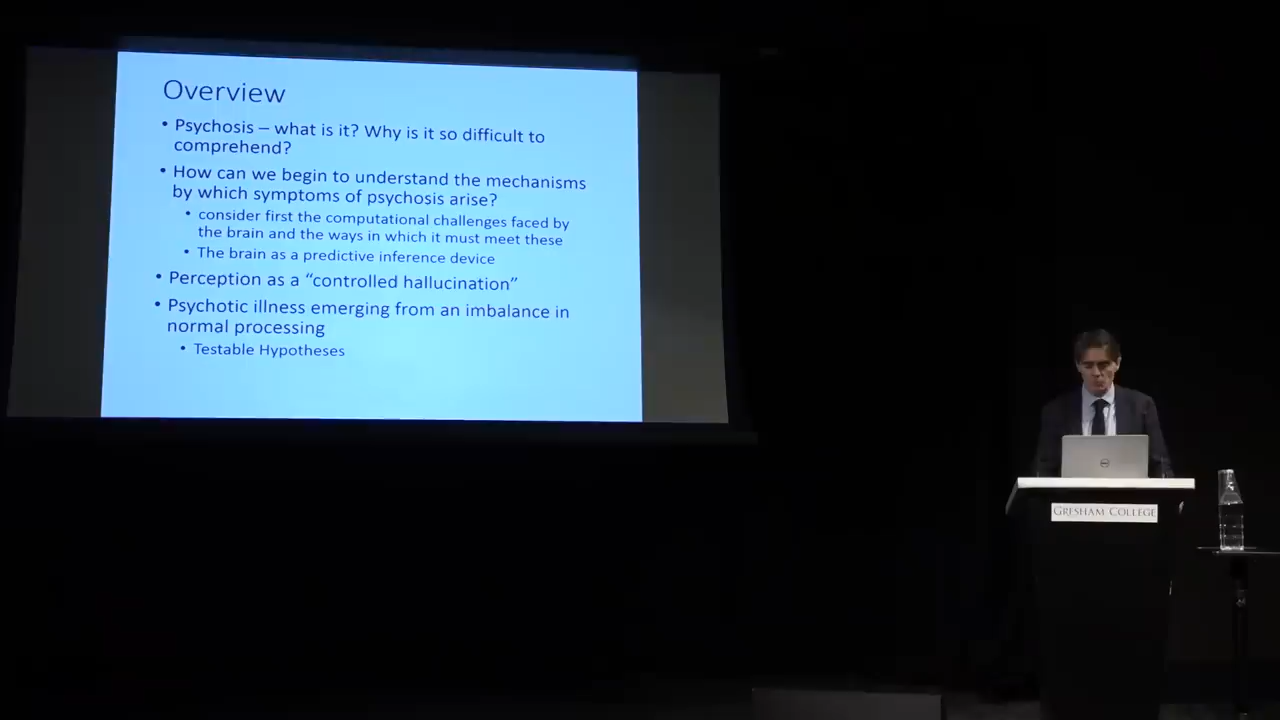 Overview
• Psychosis – what is it? Why is it so difficult to
comprehend?
• How can we begin to understand the mechanisms
by which symptoms of psychosis arise?
• consider first the computational challenges faced by
the brain and the ways in which it must meet these
• The brain as a predictive inference device
• Perception as a “controlled hallucination”
• Psychotic illness emerging from an imbalance in
normal processing
• Testable Hypotheses
GRESHAM COLLEGE